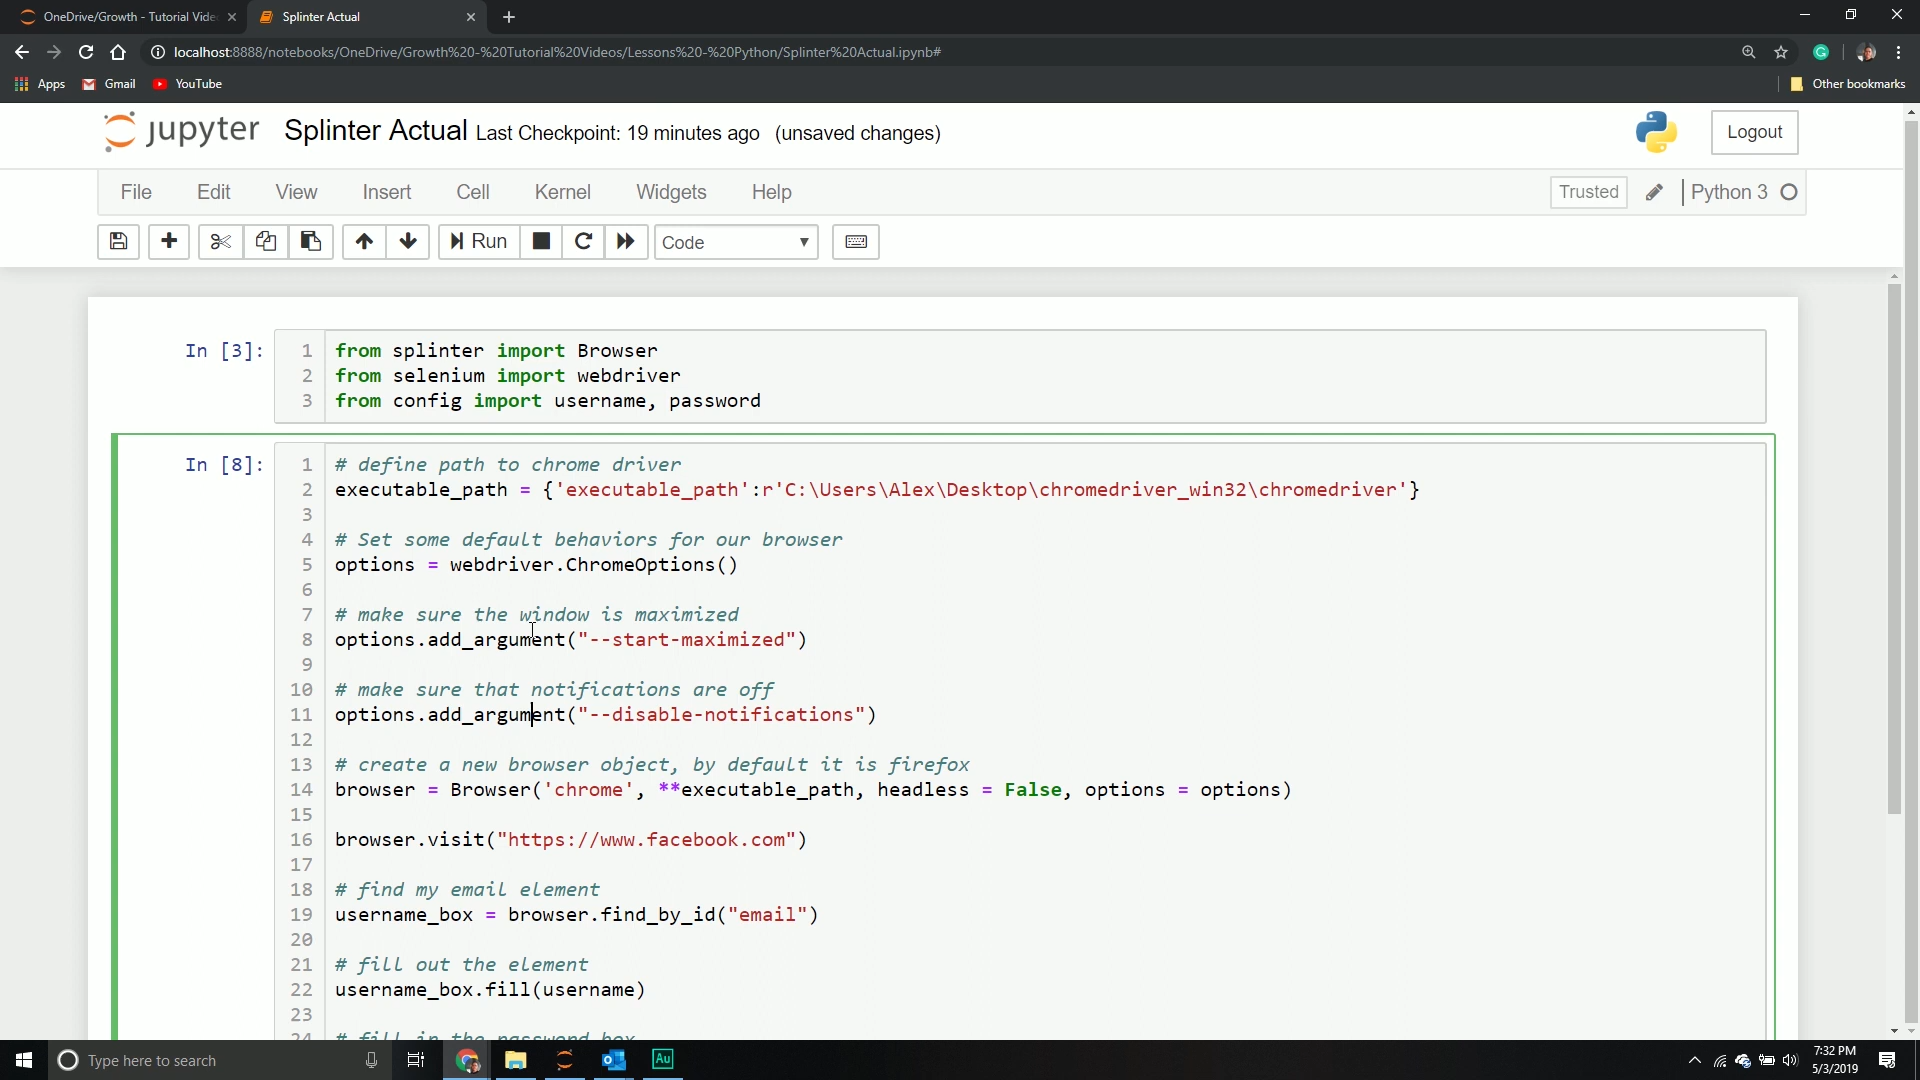 OneDrive/Growth - Tutorial Vide
Splinter Actual
localhost:8888/notebooks/OneDrive/Growth%20-%20Tutorial%20Videos/Lessons%20-%20Python/Splinter%20Actual.ipynb#
Apps Gmail YouTube Other bookmarks
jupyter Splinter Actual Last Checkpoint: 19 minutes ago (unsaved changes) Logout
File Edit View Insert Cell Kernel Widgets Help Trusted Python 3
Run Code
In [3]:
1 from splinter import Browser
2 from selenium import webdriver
3 from config import username, password
In [8]:
1 # define path to chrome driver
2 executable_path = {'executable_path':r'C:\Users\Alex\Desktop\chromedriver_win32\chromedriver'}
3
4 # Set some default behaviors for our browser
5 options = webdriver.ChromeOptions()
6
7 # make sure the window is maximized
8 options.add_argument("--start-maximized")
9
10 # make sure that notifications are off
11 options.add_argument("--disable-notifications")
12
13 # create a new browser object, by default it is firefox
14 browser = Browser('chrome', **executable_path, headless = False, options = options)
15
16 browser.visit("https://www.facebook.com")
17
18 # find my email element
19 username_box = browser.find_by_id("email")
20
21 # fill out the element
22 username_box.fill(username)
23
24 # fill in the password box
Type here to search
Au
7:32 PM
5/3/2019